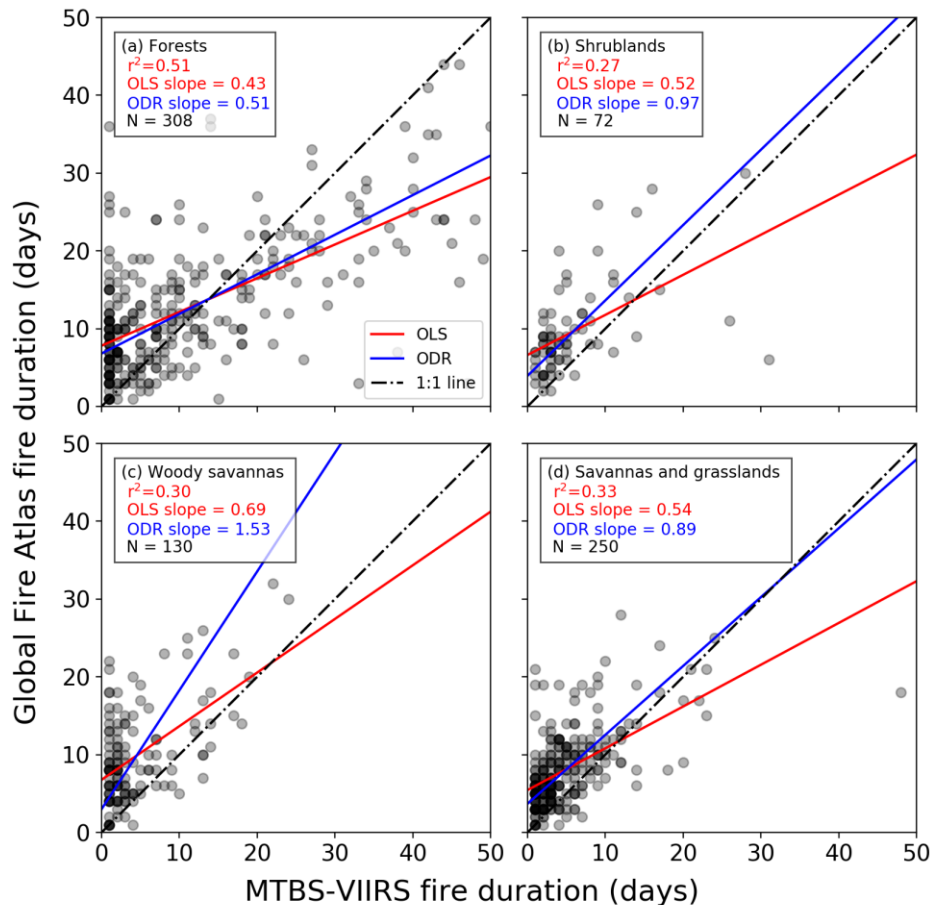 Global Fire Atlas fire duration (days)
50
40
30
20
10
0
(a) Forests
r²=0.51
OLS slope = 0.43
ODR slope = 0.51
N = 308
OLS
ODR
1:1 line
(b) Shrublands
r²=0.27
OLS slope = 0.52
ODR slope = 0.97
N = 72
50
40
30
20
10
0
(c) Woody savannas
r²=0.30
OLS slope = 0.69
ODR slope = 1.53
N = 130
0 10 20 30 40 50
(d) Savannas and grasslands
r²=0.33
OLS slope = 0.54
ODR slope = 0.89
N = 250
0 10 20 30 40 50
MTBS-VIIRS fire duration (days)